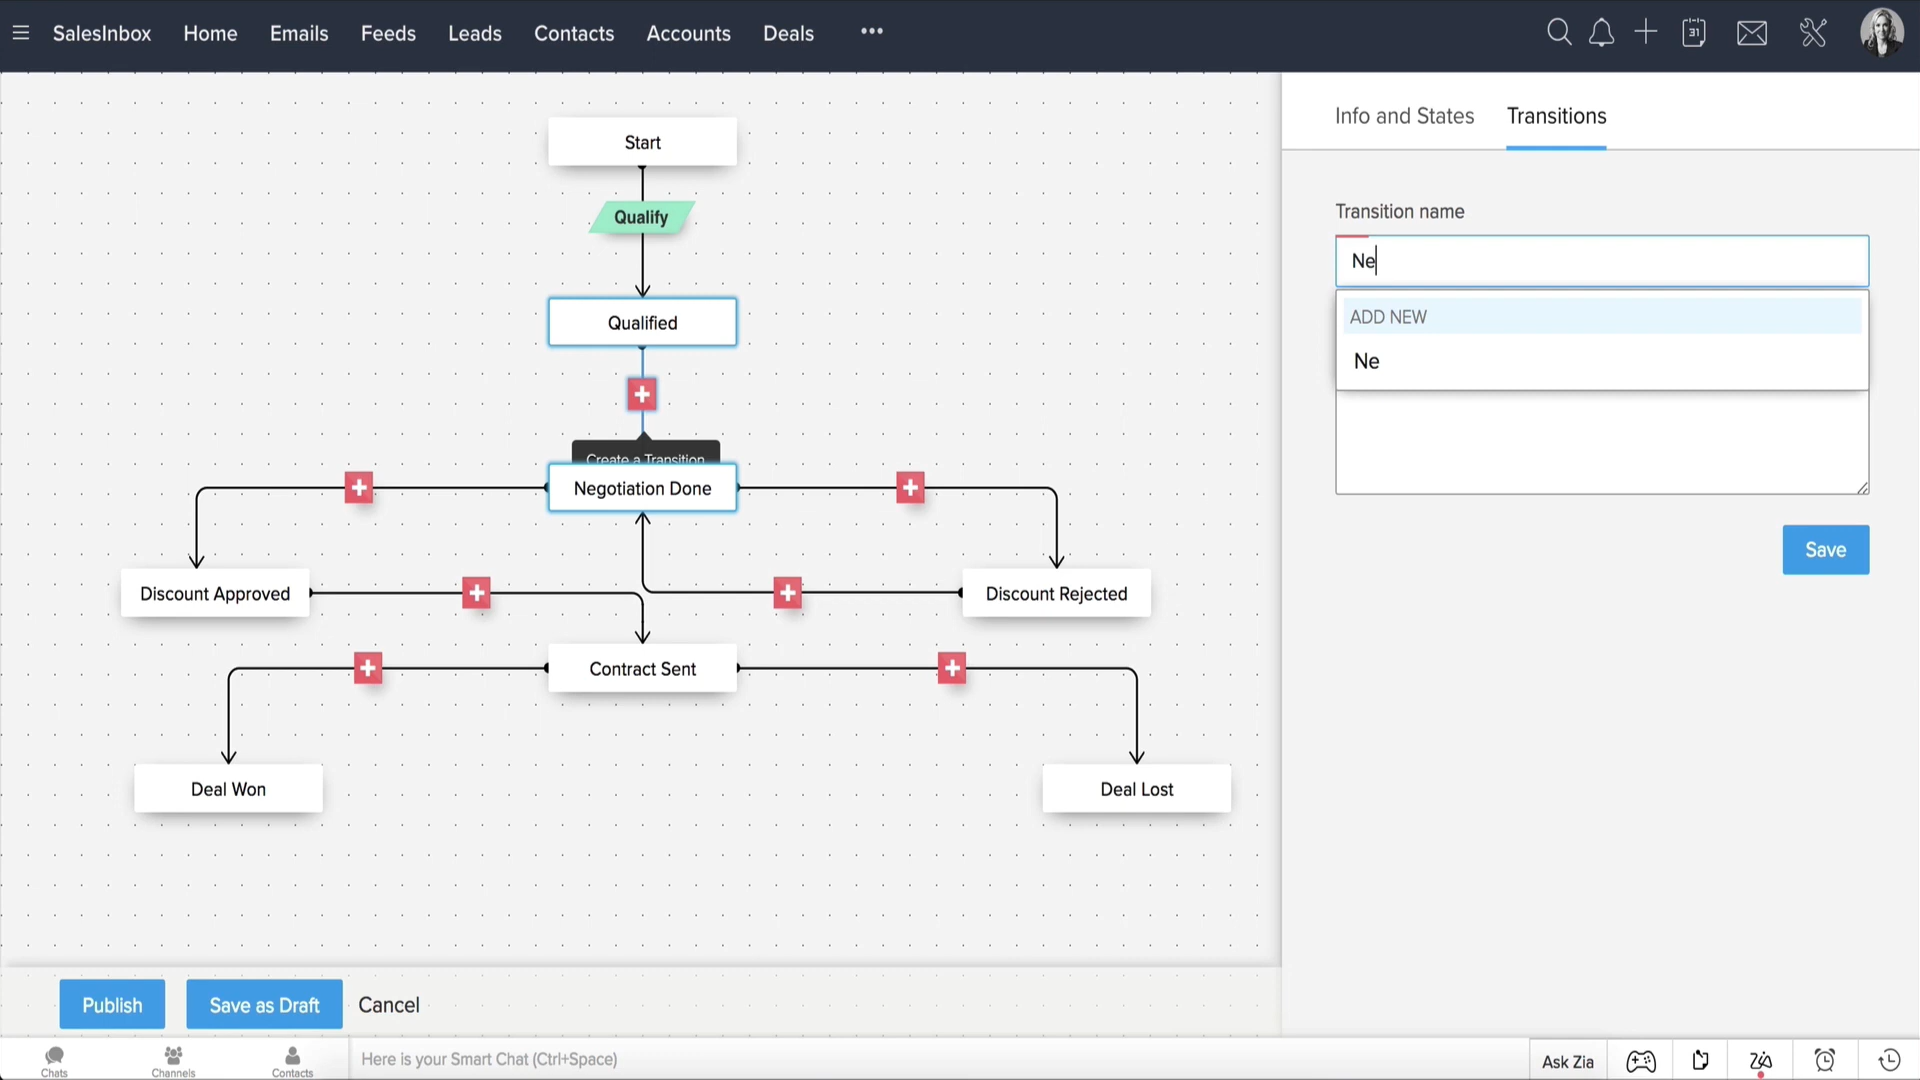 SalesInbox Home Emails Feeds Leads Contacts Accounts Deals •••
31
Info and States Transitions
Start
Qualify
Qualified
Create a Transition
Negotiation Done
Discount Approved
Discount Rejected
Contract Sent
Deal Won
Deal Lost
Transition name
Ne
ADD NEW
Ne
Save
Publish Save as Draft Cancel
Chats Channels Contacts
Here is your Smart Chat (Ctrl+Space)
Ask Zia